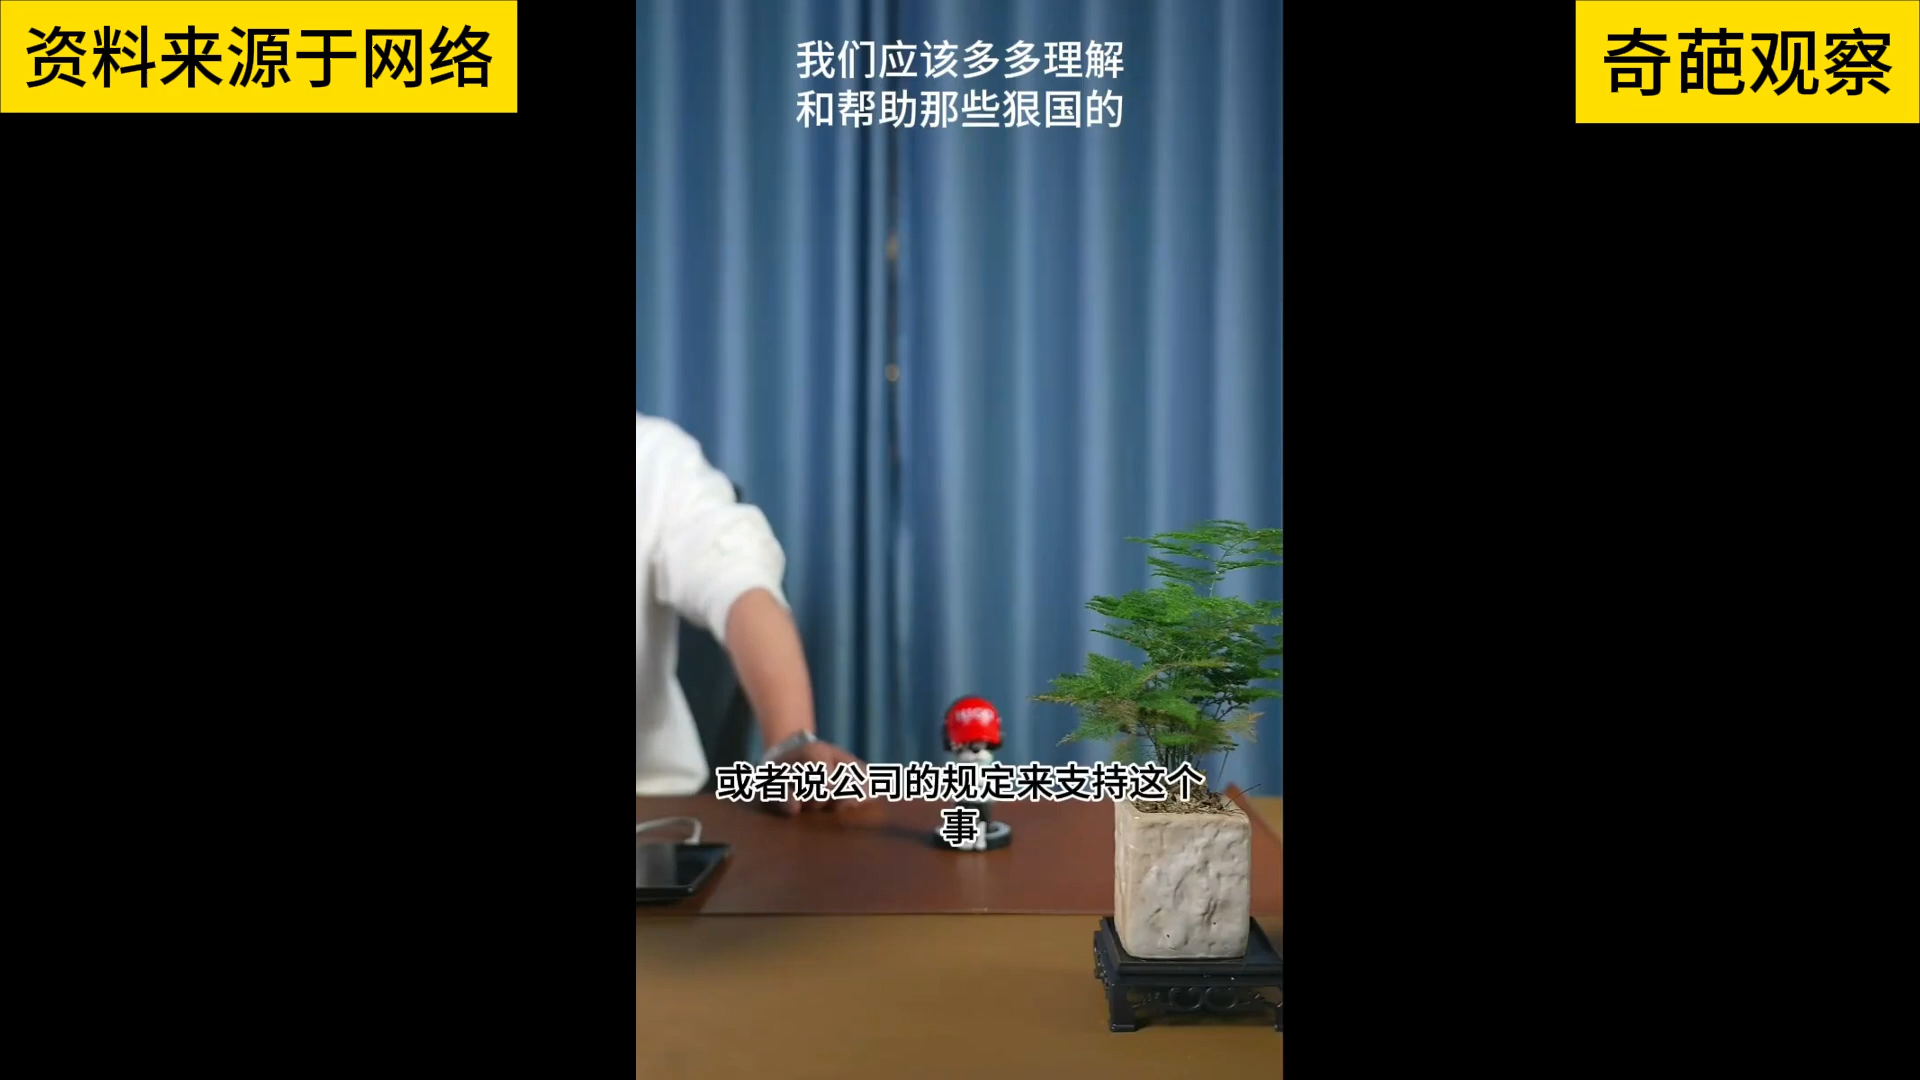 资料来源于网络
奇葩观察
我们应该多多理解
和帮助那些狠国的
或者说公司的规定来支持这个
事